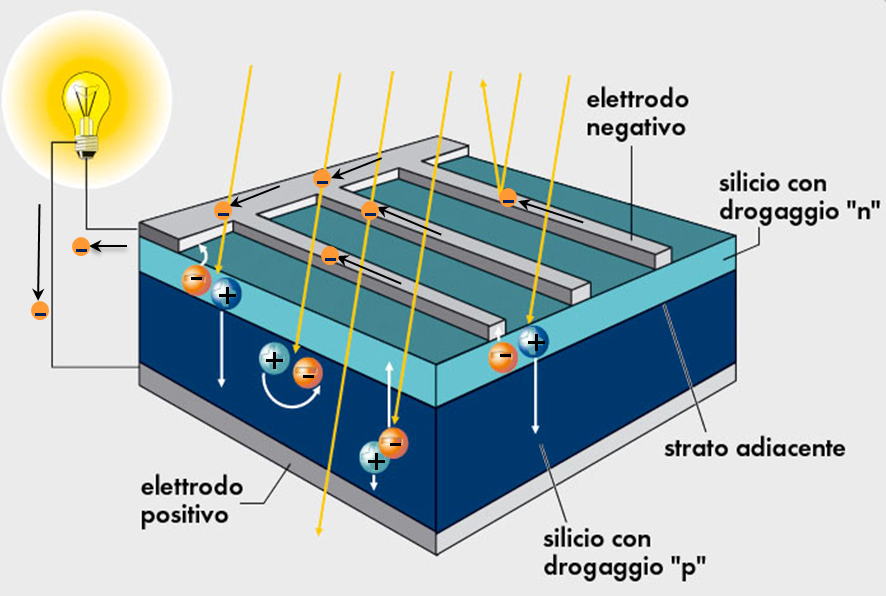 elettrodo
negativo
silicio con
drogaggio "n"
strato adiacente
elettrodo
positivo
silicio con
drogaggio "p"